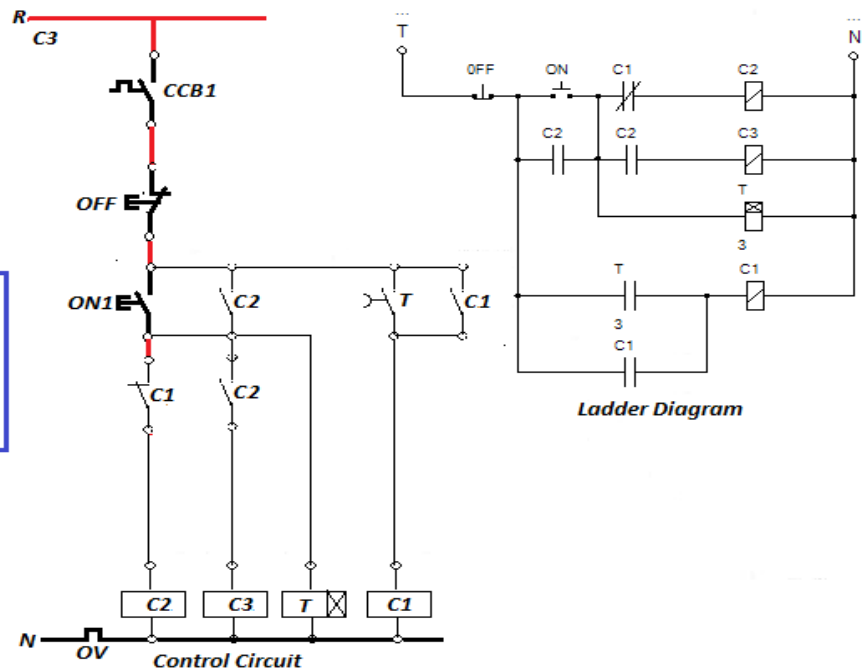 R
C3
CCB1
OFF
ON1
C2
T
C1
C1
C2
C2
C3
T
C1
N
OV
Control Circuit
...
T
...
N
0FF
ON
C1
C2
C2
C2
C3
T
3
T
3
C1
C1
Ladder Diagram